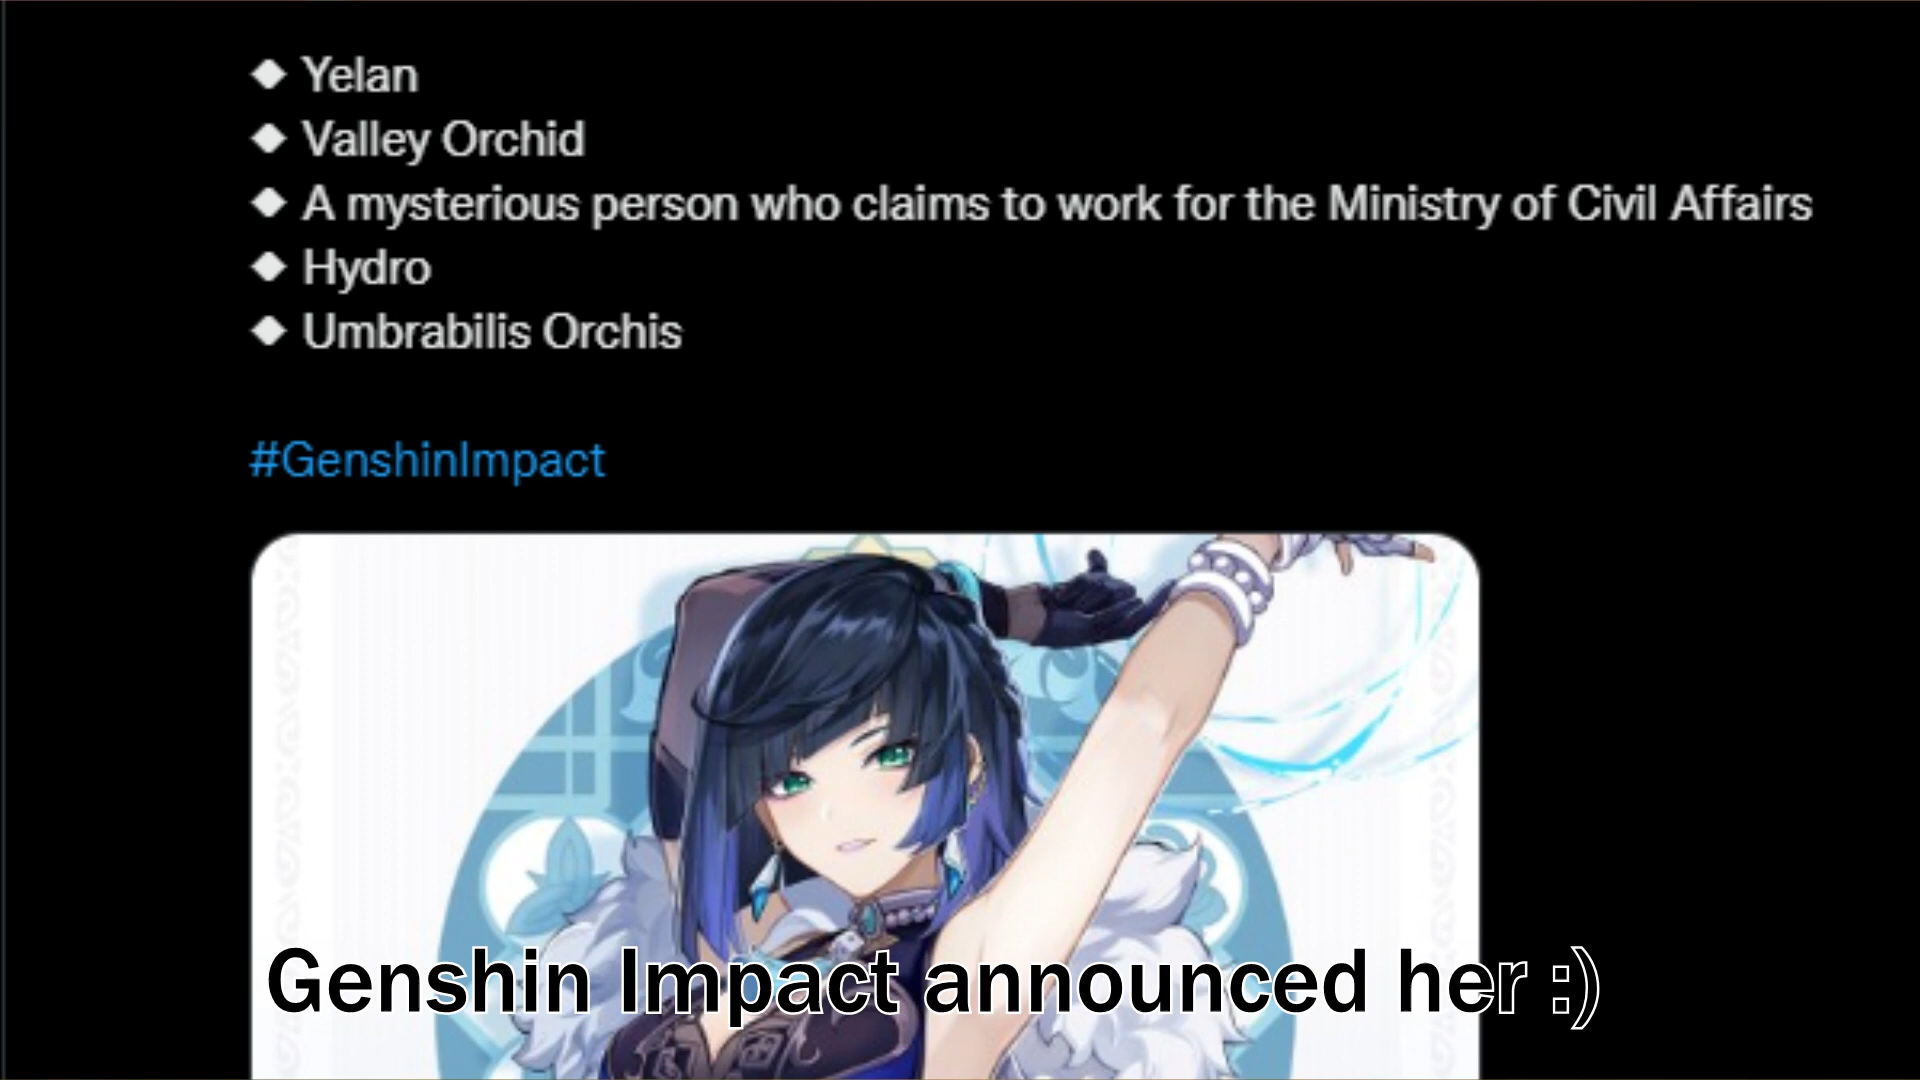 ◆ Yelan
◆ Valley Orchid
◆ A mysterious person who claims to work for the Ministry of Civil Affairs
◆ Hydro
◆ Umbrabilis Orchis
#GenshinImpact
Genshin Impact announced her :)